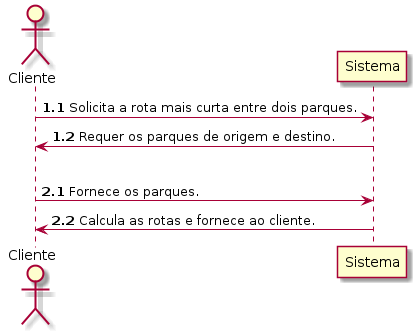 Cliente
Sistema
1.1 Solicita a rota mais curta entre dois parques.
1.2 Requer os parques de origem e destino.
2.1 Fornece os parques.
2.2 Calcula as rotas e fornece ao cliente.
Cliente
Sistema